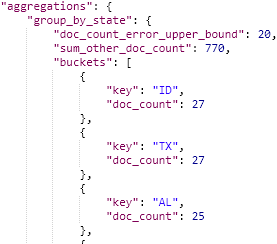 "aggregations": {
"group_by_state": {
"doc_count_error_upper_bound": 20,
"sum_other_doc_count": 770,
"buckets": [
{
"key": "ID",
"doc_count": 27
},
{
"key": "TX",
"doc_count": 27
},
{
"key": "AL",
"doc_count": 25
},
{